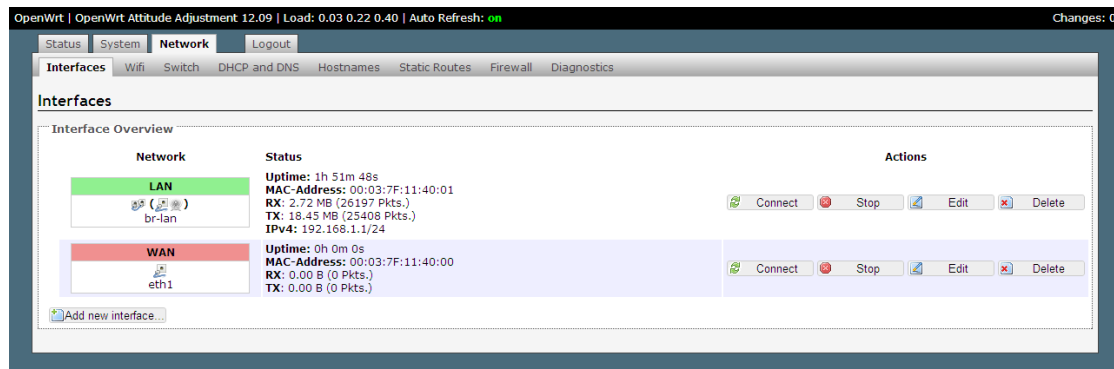 OpenWrt | OpenWrt Attitude Adjustment 12.09 | Load: 0.03 0.22 0.40 | Auto Refresh: on Changes: 0
Status System Network Logout
Interfaces Wifi Switch DHCP and DNS Hostnames Static Routes Firewall Diagnostics
Interfaces
Interface Overview
Network Status Actions
LAN
( )
br-lan
Uptime: 1h 51m 48s
MAC-Address: 00:03:7F:11:40:01
RX: 2.72 MB (26197 Pkts.)
TX: 18.45 MB (25408 Pkts.)
IPv4: 192.168.1.1/24
Connect Stop Edit Delete
WAN
eth1
Uptime: 0h 0m 0s
MAC-Address: 00:03:7F:11:40:00
RX: 0.00 B (0 Pkts.)
TX: 0.00 B (0 Pkts.)
Connect Stop Edit Delete
Add new interface...